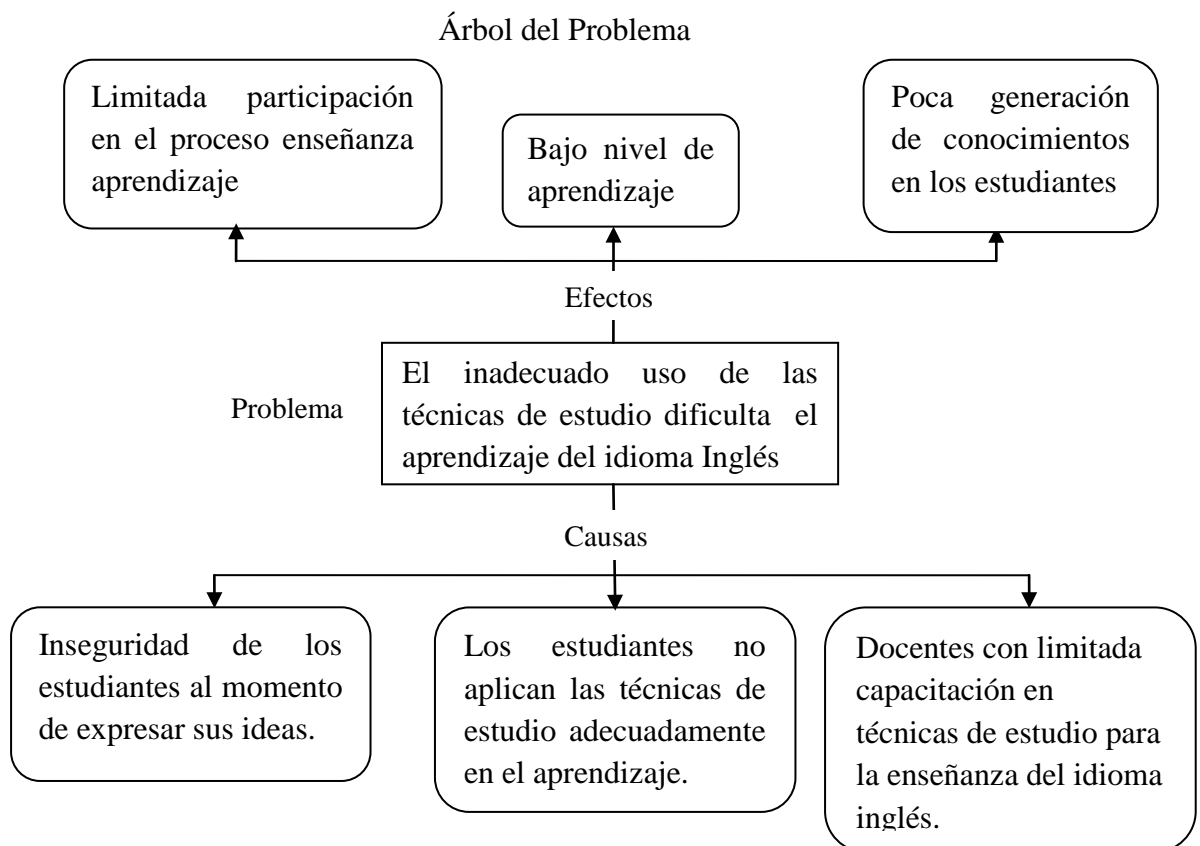 Árbol del Problema
Limitada participación
en el proceso enseñanza
aprendizaje
Bajo nivel de
aprendizaje
Poca generación
de conocimientos
en los estudiantes
Efectos
Problema
El inadecuado uso de las
técnicas de estudio dificulta el
aprendizaje del idioma Inglés
Causas
Inseguridad de los
estudiantes al momento
de expresar sus ideas.
Los estudiantes no
aplican las técnicas de
estudio adecuadamente
en el aprendizaje.
Docentes con limitada
capacitación en
técnicas de estudio para
la enseñanza del idioma
inglés.